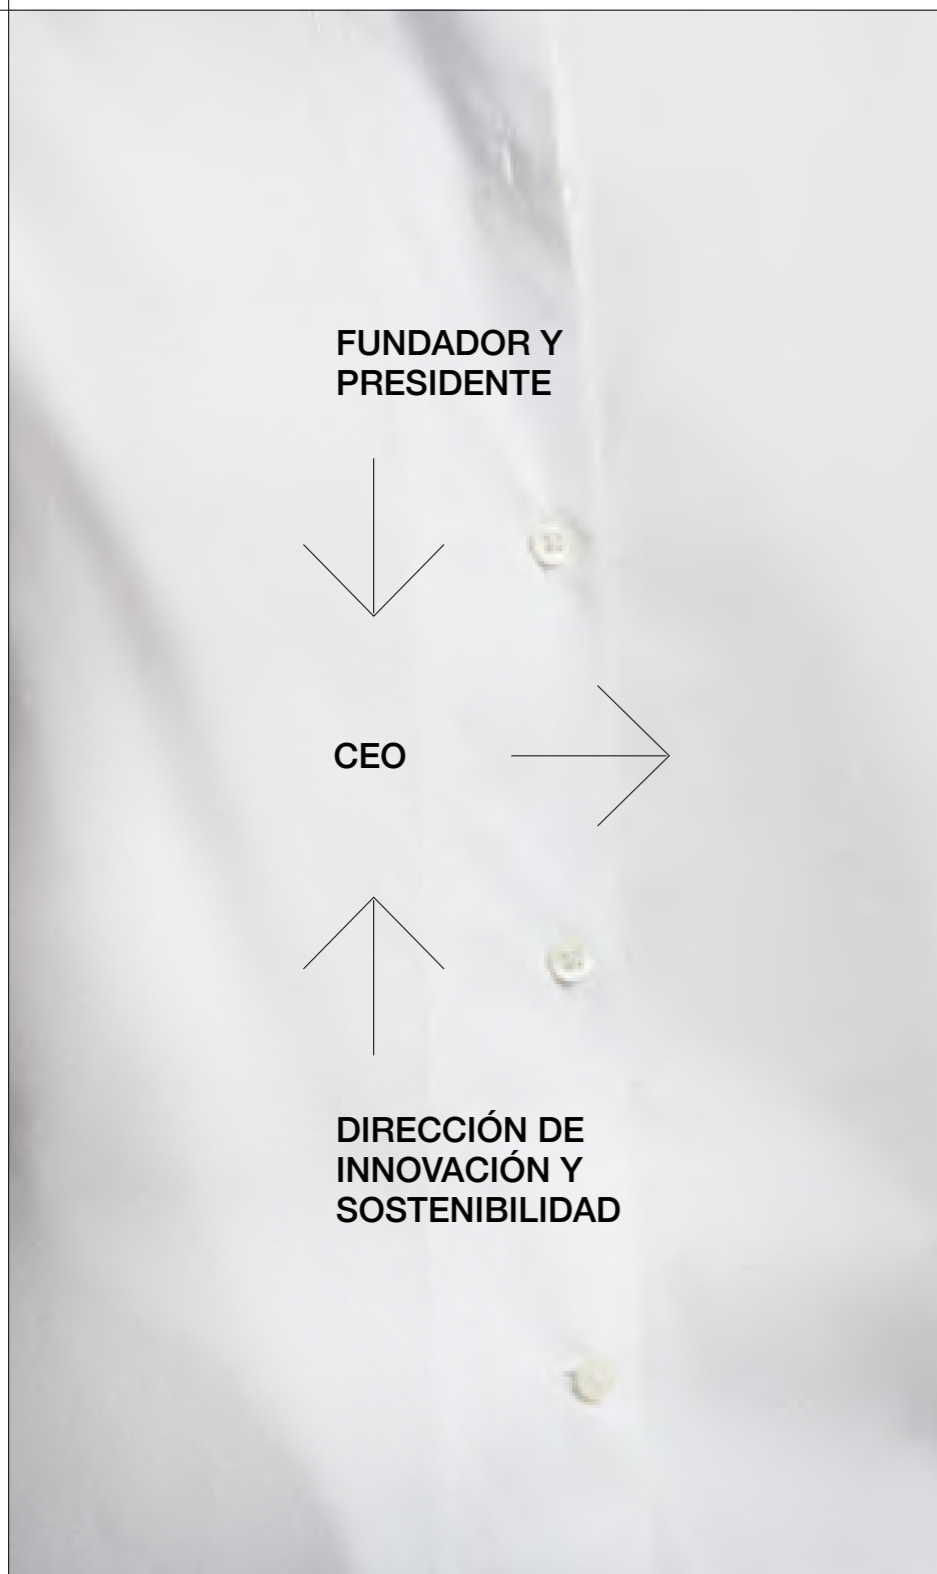 FUNDADOR Y
PRESIDENTE
CEO
DIRECCIÓN DE
INNOVACIÓN Y
SOSTENIBILIDAD